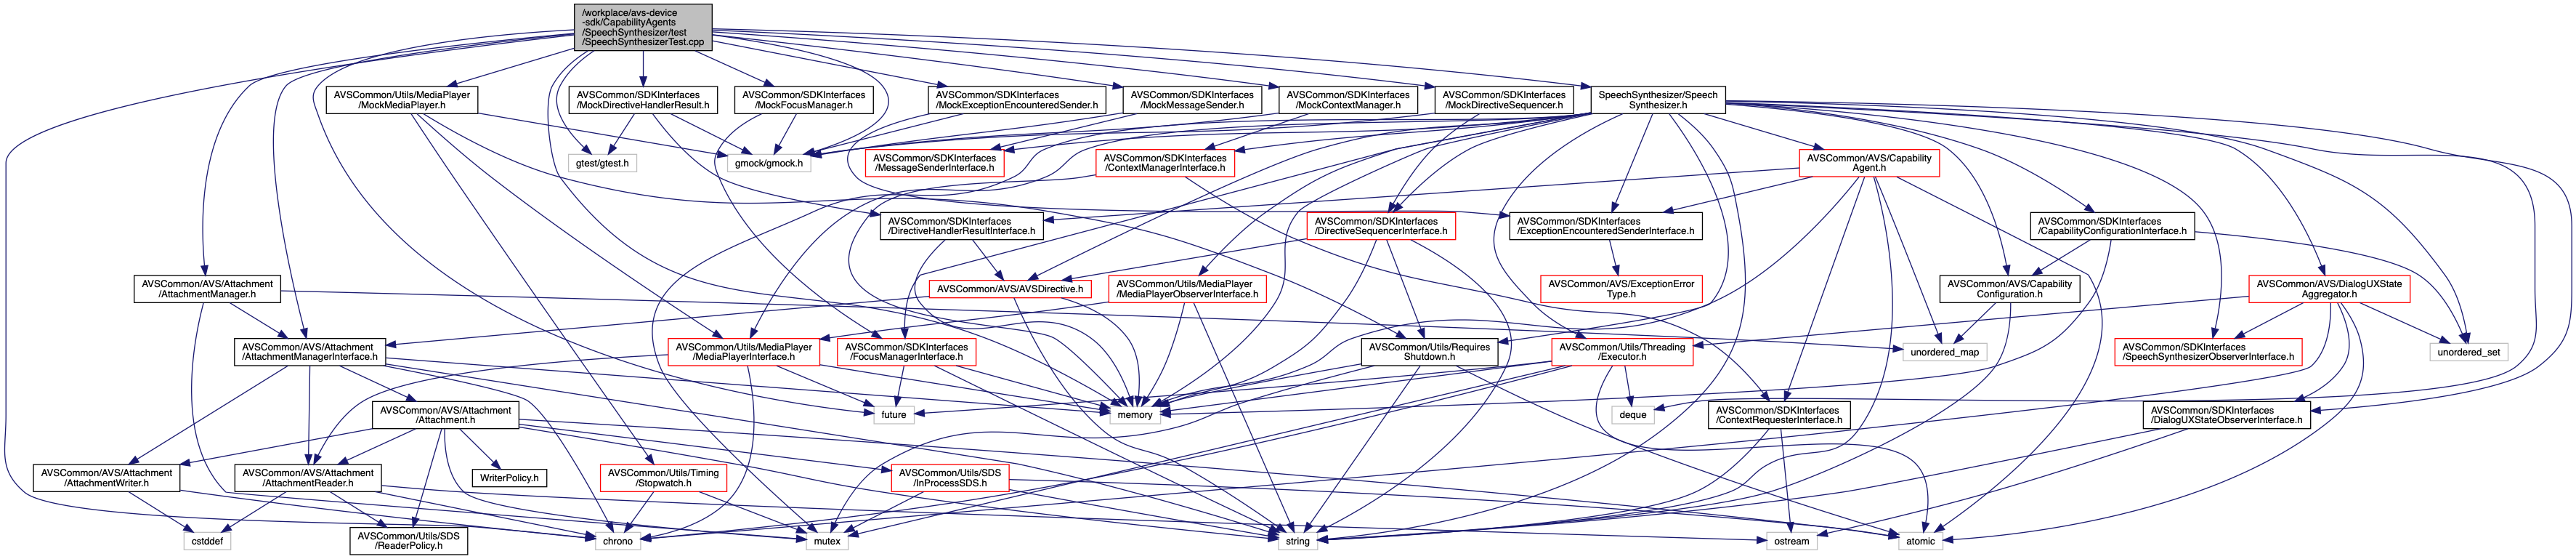 /workplace/avs-device
-sdk/CapabilityAgents
/SpeechSynthesizer/test
/SpeechSynthesizerTest.cpp
AVSCommon/Utils/MediaPlayer
/MockMediaPlayer.h
AVSCommon/SDKInterfaces
/MockDirectiveHandlerResult.h
AVSCommon/SDKInterfaces
/MockFocusManager.h
AVSCommon/SDKInterfaces
/MockExceptionEncounteredSender.h
AVSCommon/SDKInterfaces
/MockMessageSender.h
AVSCommon/SDKInterfaces
/MockContextManager.h
AVSCommon/SDKInterfaces
/MockDirectiveSequencer.h
SpeechSynthesizer/Speech
Synthesizer.h
gtest/gtest.h
gmock/gmock.h
AVSCommon/SDKInterfaces
/MessageSenderInterface.h
AVSCommon/SDKInterfaces
/ContextManagerInterface.h
AVSCommon/AVS/Capability
Agent.h
AVSCommon/SDKInterfaces
/DirectiveHandlerResultInterface.h
AVSCommon/SDKInterfaces
/DirectiveSequencerInterface.h
AVSCommon/SDKInterfaces
/ExceptionEncounteredSenderInterface.h
AVSCommon/SDKInterfaces
/CapabilityConfigurationInterface.h
AVSCommon/AVS/Attachment
/AttachmentManager.h
AVSCommon/AVS/AVSDirective.h
AVSCommon/Utils/MediaPlayer
/MediaPlayerObserverInterface.h
AVSCommon/AVS/ExceptionError
Type.h
AVSCommon/AVS/Capability
Configuration.h
AVSCommon/AVS/DialogUXState
Aggregator.h
AVSCommon/AVS/Attachment
/AttachmentManagerInterface.h
AVSCommon/Utils/MediaPlayer
/MediaPlayerInterface.h
AVSCommon/SDKInterfaces
/FocusManagerInterface.h
AVSCommon/Utils/Requires
Shutdown.h
AVSCommon/Utils/Threading
/Executor.h
unordered_map
AVSCommon/SDKInterfaces
/SpeechSynthesizerObserverInterface.h
unordered_set
AVSCommon/AVS/Attachment
/Attachment.h
future
memory
deque
AVSCommon/SDKInterfaces
/ContextRequesterInterface.h
AVSCommon/SDKInterfaces
/DialogUXStateObserverInterface.h
AVSCommon/AVS/Attachment
/AttachmentWriter.h
AVSCommon/AVS/Attachment
/AttachmentReader.h
WriterPolicy.h
AVSCommon/Utils/Timing
/Stopwatch.h
AVSCommon/Utils/SDS
/InProcessSDS.h
cstddef
AVSCommon/Utils/SDS
/ReaderPolicy.h
chrono
mutex
string
ostream
atomic